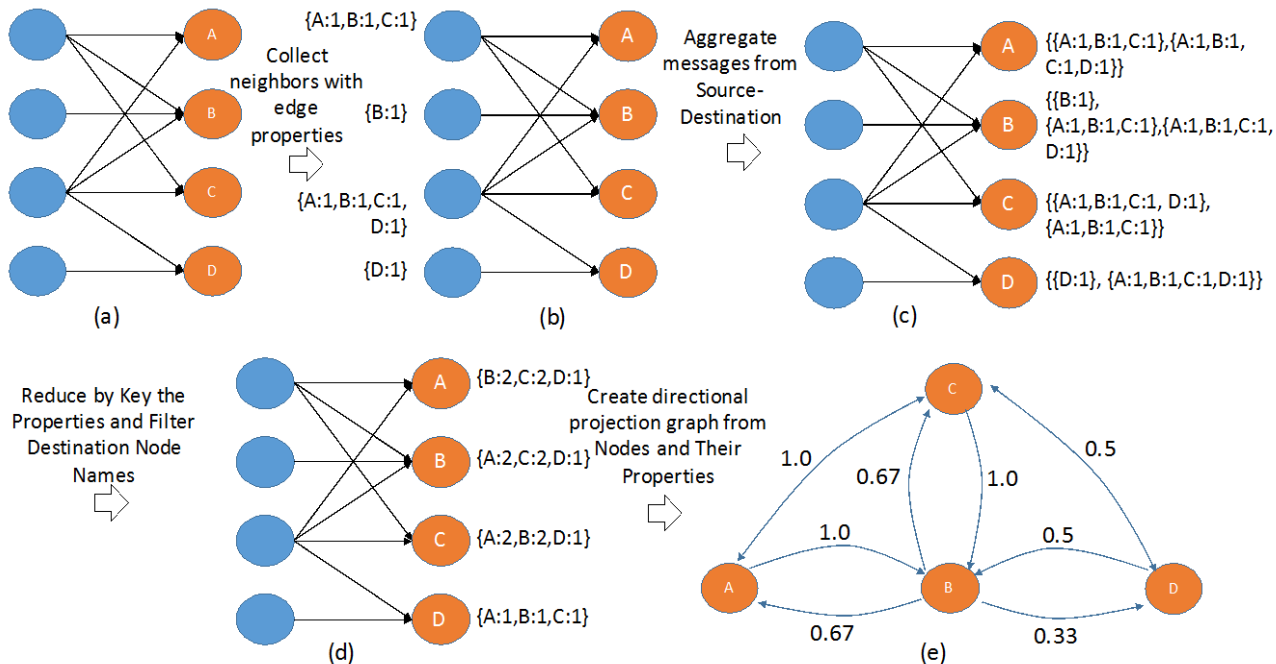 {A:1,B:1,C:1}
A
B
C
D
{B:1}
{A:1,B:1,C:1,
D:1}
{D:1}
(a)
Collect
neighbors with
edge
properties
A
B
C
D
(b)
Aggregate
messages from
Source-
Destination
A
B
C
D
{{A:1,B:1,C:1},{A:1,B:1,
C:1,D:1}}
{{B:1},
{A:1,B:1,C:1},{A:1,B:1,C:1,
D:1}}
{{A:1,B:1,C:1, D:1},
{A:1,B:1,C:1}}
{{D:1}, {A:1,B:1,C:1,D:1}}
(c)
Reduce by Key the
Properties and Filter
Destination Node
Names
A
{B:2,C:2,D:1}
B
{A:2,C:2,D:1}
C
{A:2,B:2,D:1}
D
{A:1,B:1,C:1}
(d)
Create directional
projection graph from
Nodes and Their
Properties
C
1.0
0.67
1.0
0.5
1.0
0.5
A
B
D
0.67
0.33
(e)